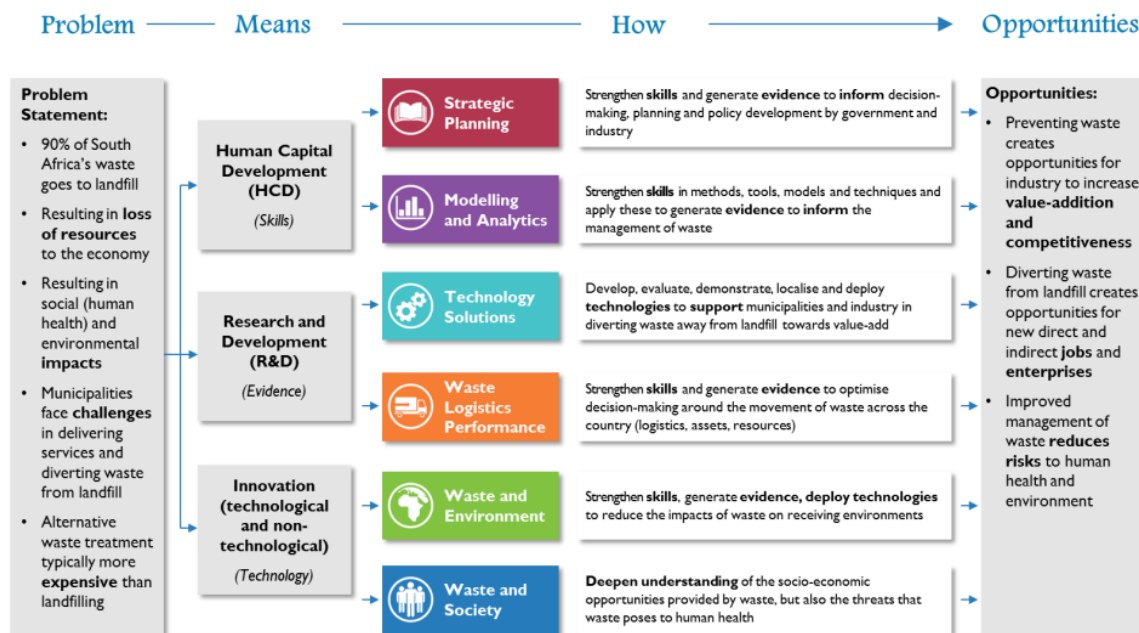 Problem
Means
How
Opportunities
Problem
Statement:
• 90% of South
Africa's waste
goes to landfill
• Resulting in loss
of resources
to the economy
• Resulting in
social (human
health) and
environmental
impacts
• Municipalities
face challenges
in delivering
services and
diverting waste
from landfill
• Alternative
waste treatment
typically more
expensive than
landfilling
Human Capital
Development
(HCD)
(Skills)
Research and
Development
(R&D)
(Evidence)
Innovation
(technological
and non-
technological)
(Technology)
Strategic
Planning
Strengthen skills and generate evidence to inform decision-
making, planning and policy development by government and
industry
Modelling
and Analytics
Strengthen skills in methods, tools, models and techniques and
apply these to generate evidence to inform the
management of waste
Technology
Solutions
Develop, evaluate, demonstrate, localise and deploy
technologies to support municipalities and industry in
diverting waste away from landfill towards value-add
Waste
Logistics
Performance
Strengthen skills and generate evidence to optimise
decision-making around the movement of waste across the
country (logistics, assets, resources)
Waste and
Environment
Strengthen skills, generate evidence, deploy technologies
to reduce the impacts of waste on receiving environments
Waste and
Society
Deepen understanding of the socio-economic
opportunities provided by waste, but also the threats that
waste poses to human health
Opportunities:
• Preventing waste
creates
opportunities for
industry to increase
value-addition
and
competitiveness
• Diverting waste
from landfill creates
opportunities for
new direct and
indirect jobs and
enterprises
• Improved
management of
waste reduces
risks to human
health and
environment